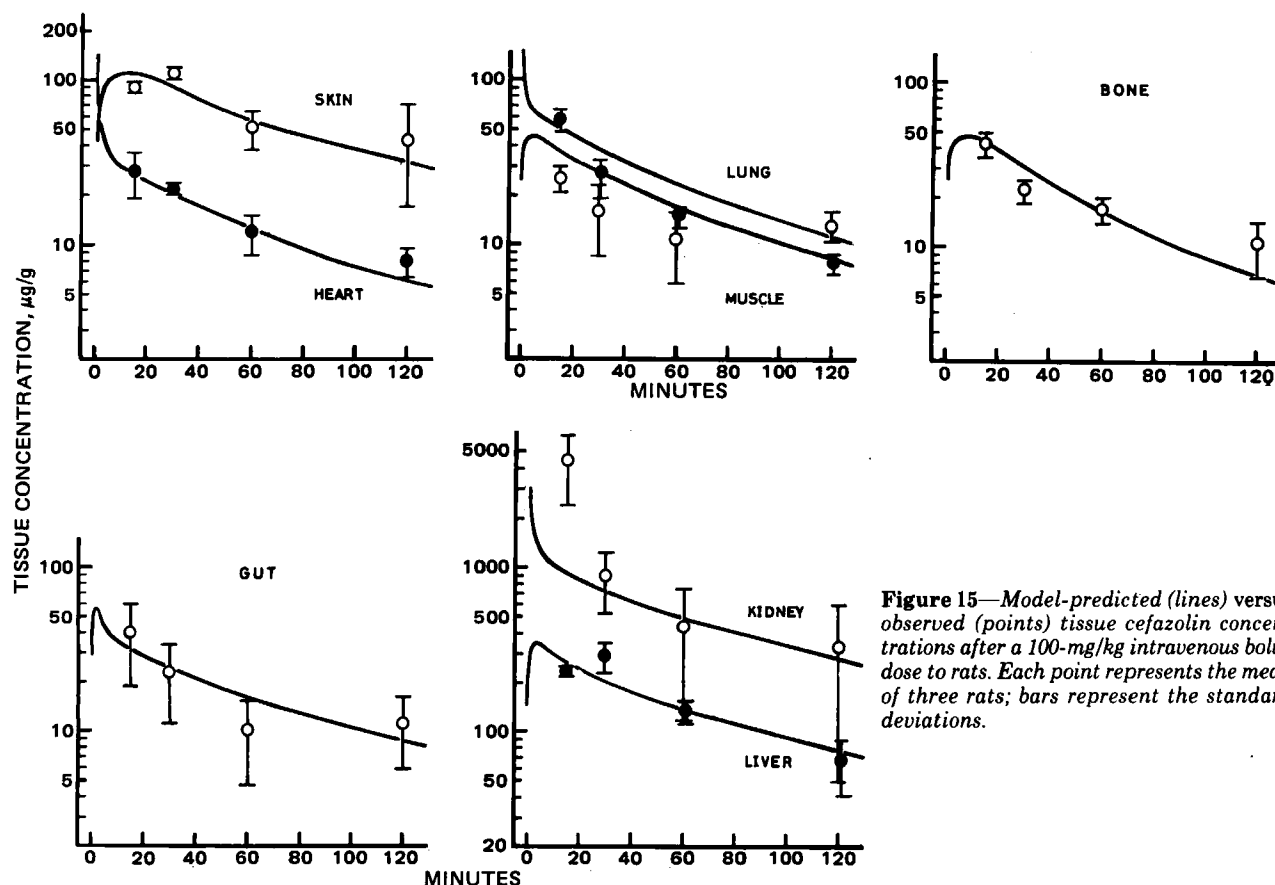 TISSUE CONCENTRATION, µg/g
200
100
50
10
5
SKIN
HEART
0 20 40 60 80 100 120
100
50
10
5
LUNG
MUSCLE
0 20 40 60 80 100 120
MINUTES
100
50
10
5
BONE
0 20 40 60 80 100 120
100
50
10
5
GUT
0 20 40 60 80 100 120
MINUTES
5000
1000
500
100
50
20
KIDNEY
LIVER
0 20 40 60 80 100 120
Figure 15—Model-predicted (lines) versu
observed (points) tissue cefazolin concen
trations after a 100-mg/kg intravenous bolu
dose to rats. Each point represents the mea
of three rats; bars represent the standar
deviations.